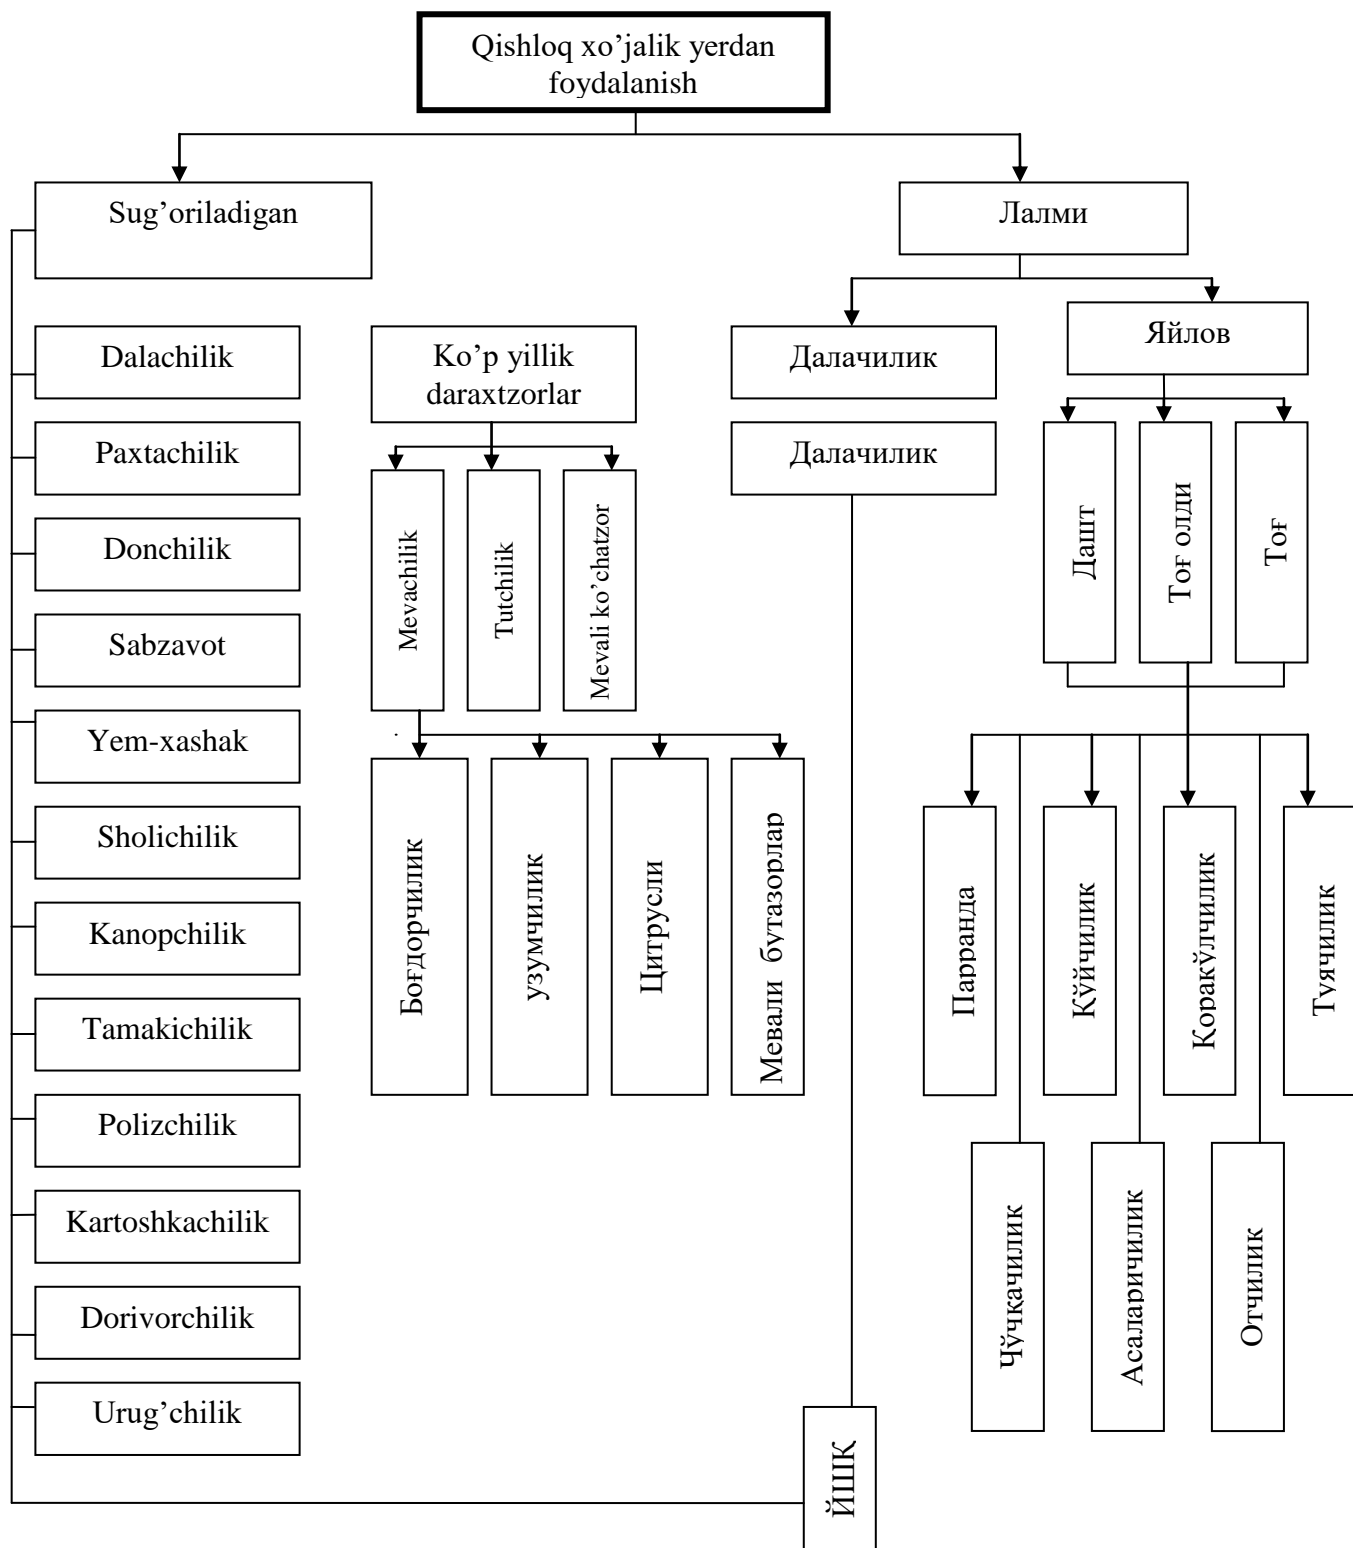 Qishloq xo’jalik yerdan
foydalanish
Sug’oriladigan
Лалми
Dalachilik
Ko’p yillik
daraxtzorlar
Далачилик
Яйлов
Paxtachilik
Далачилик
Donchilik
Sabzavot
Mevachilik
Tutchilik
Mevali ko’chatzor
Дашт
Тоғ олди
Тоғ
Yem-xashak
Sholichilik
Kanopchilik
Tamakichilik
Polizchilik
Kartoshkachilik
Dorivorchilik
Urug’chilik
Боғдорчилик
узумчилик
Цитрусли
Мевали бутазорлар
Парранда
Қўйчилик
Қоракўлчилик
Туячилик
Чўчкачилик
Асаларичилик
Отчилик
ЙШК